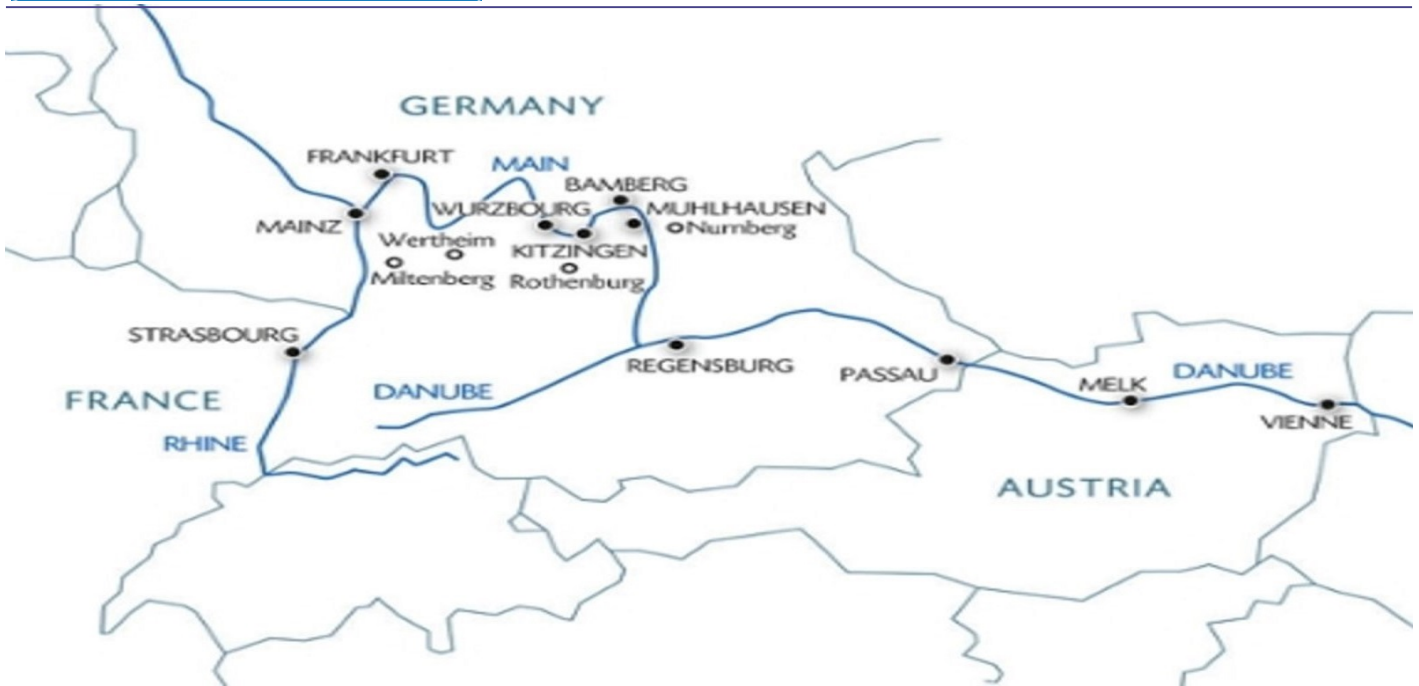 GERMANY
FRANKFURT
MAIN
BAMBERG
WURZBOURG
MUHLHAUSEN
MAINZ
Nurnberg
Wertheim
KITZINGEN
Miltenberg
Rothenburg
STRASBOURG
REGENSBURG
PASSAU
DANUBE
MELK
DANUBE
FRANCE
VIENNE
RHINE
AUSTRIA